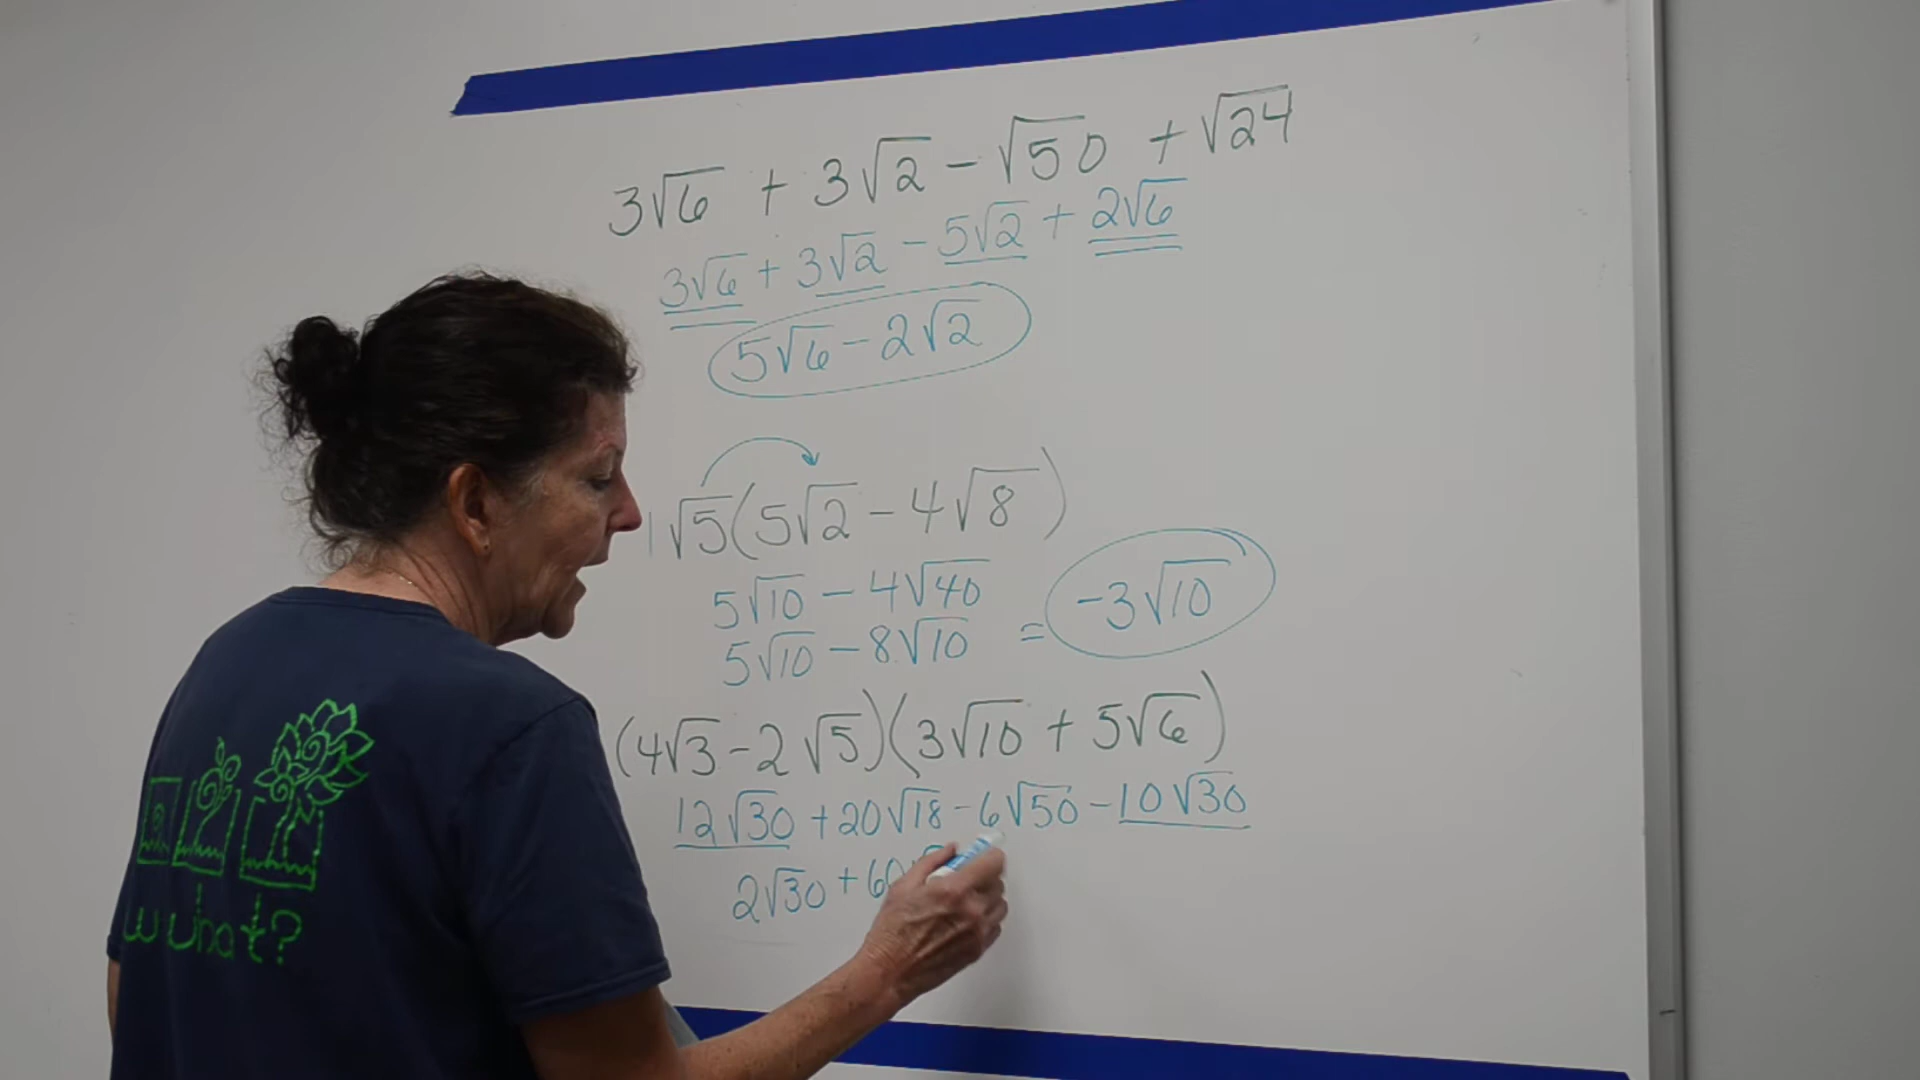 3√6 + 3√2 - √50 + √24
3√6 + 3√2 - 5√2 + 2√6
5√6 - 2√2
1√5(5√2 - 4√8)
5√10 - 4√40
5√10 - 8√10 = -3√10
(4√3 - 2√5)(3√10 + 5√6)
12√30 + 20√18 - 6√50 - 10√30
2√30 + 60√
wuhat?